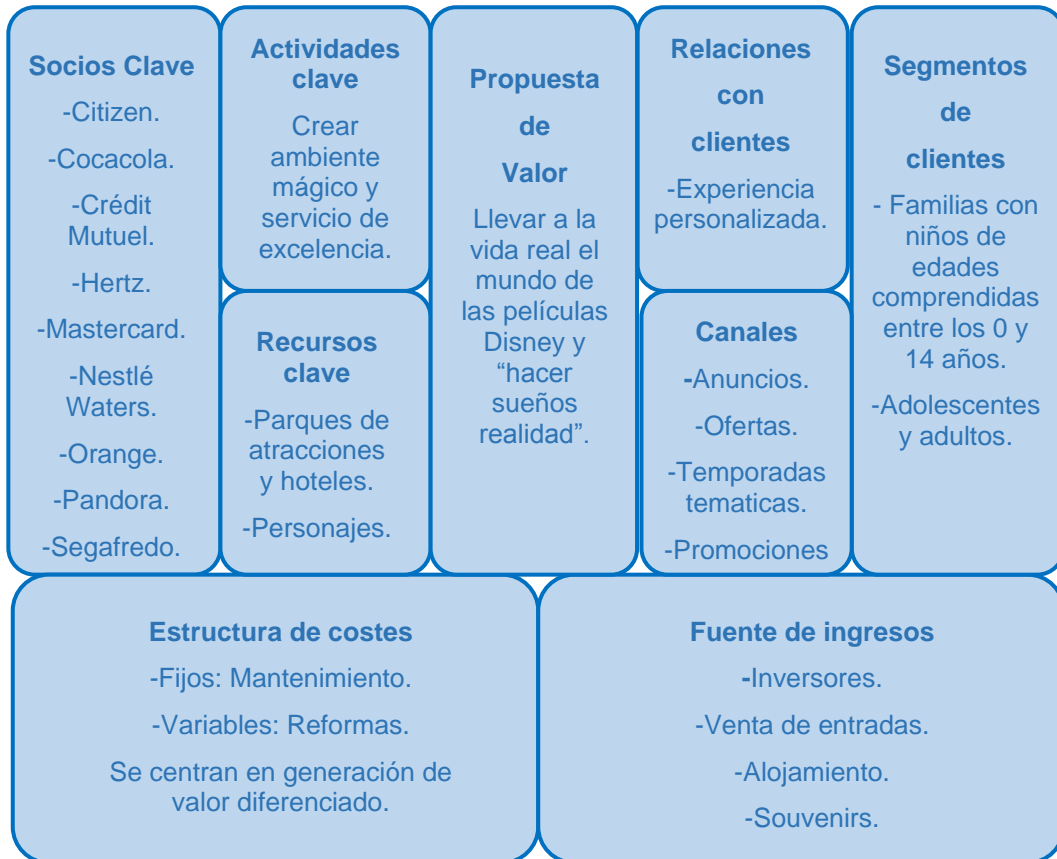 Socios Clave
-Citizen.
-Cocacola.
-Crédit
Mutuel.
-Hertz.
-Mastercard.
-Nestlé
Waters.
-Orange.
-Pandora.
-Segafredo.
Actividades
clave
Crear
ambiente
mágico y
servicio de
excelencia.
Recursos
clave
-Parques de
atracciones
y hoteles.
-Personajes.
Propuesta
de
Valor
Llevar a la
vida real el
mundo de
las películas
Disney y
“hacer
sueños
realidad”.
Relaciones
con
clientes
-Experiencia
personalizada.
Canales
-Anuncios.
-Ofertas.
-Temporadas
tematicas.
-Promociones
Segmentos
de
clientes
- Familias con
niños de
edades
comprendidas
entre los 0 y
14 años.
-Adolescentes
y adultos.
Estructura de costes
-Fijos: Mantenimiento.
-Variables: Reformas.
Se centran en generación de
valor diferenciado.
Fuente de ingresos
-Inversores.
-Venta de entradas.
-Alojamiento.
-Souvenirs.